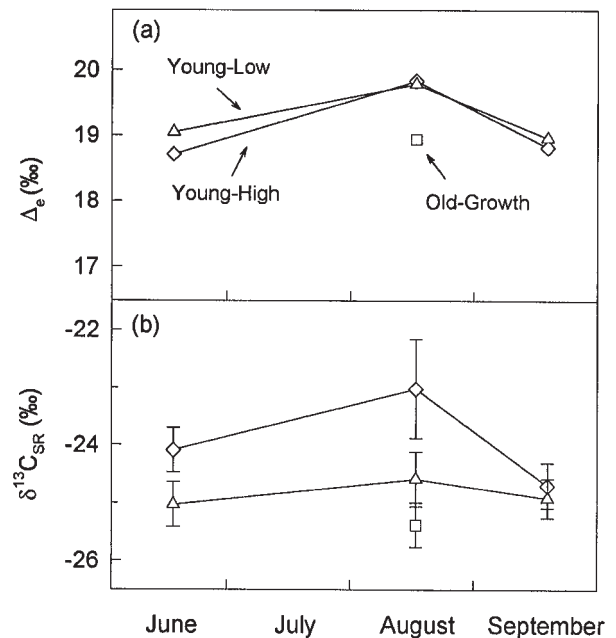 (a)
20
19
18
17
Δe (‰)
Young-Low
Young-High
Old-Growth
(b)
-22
-24
-26
δ13CSR (‰)
June July August September